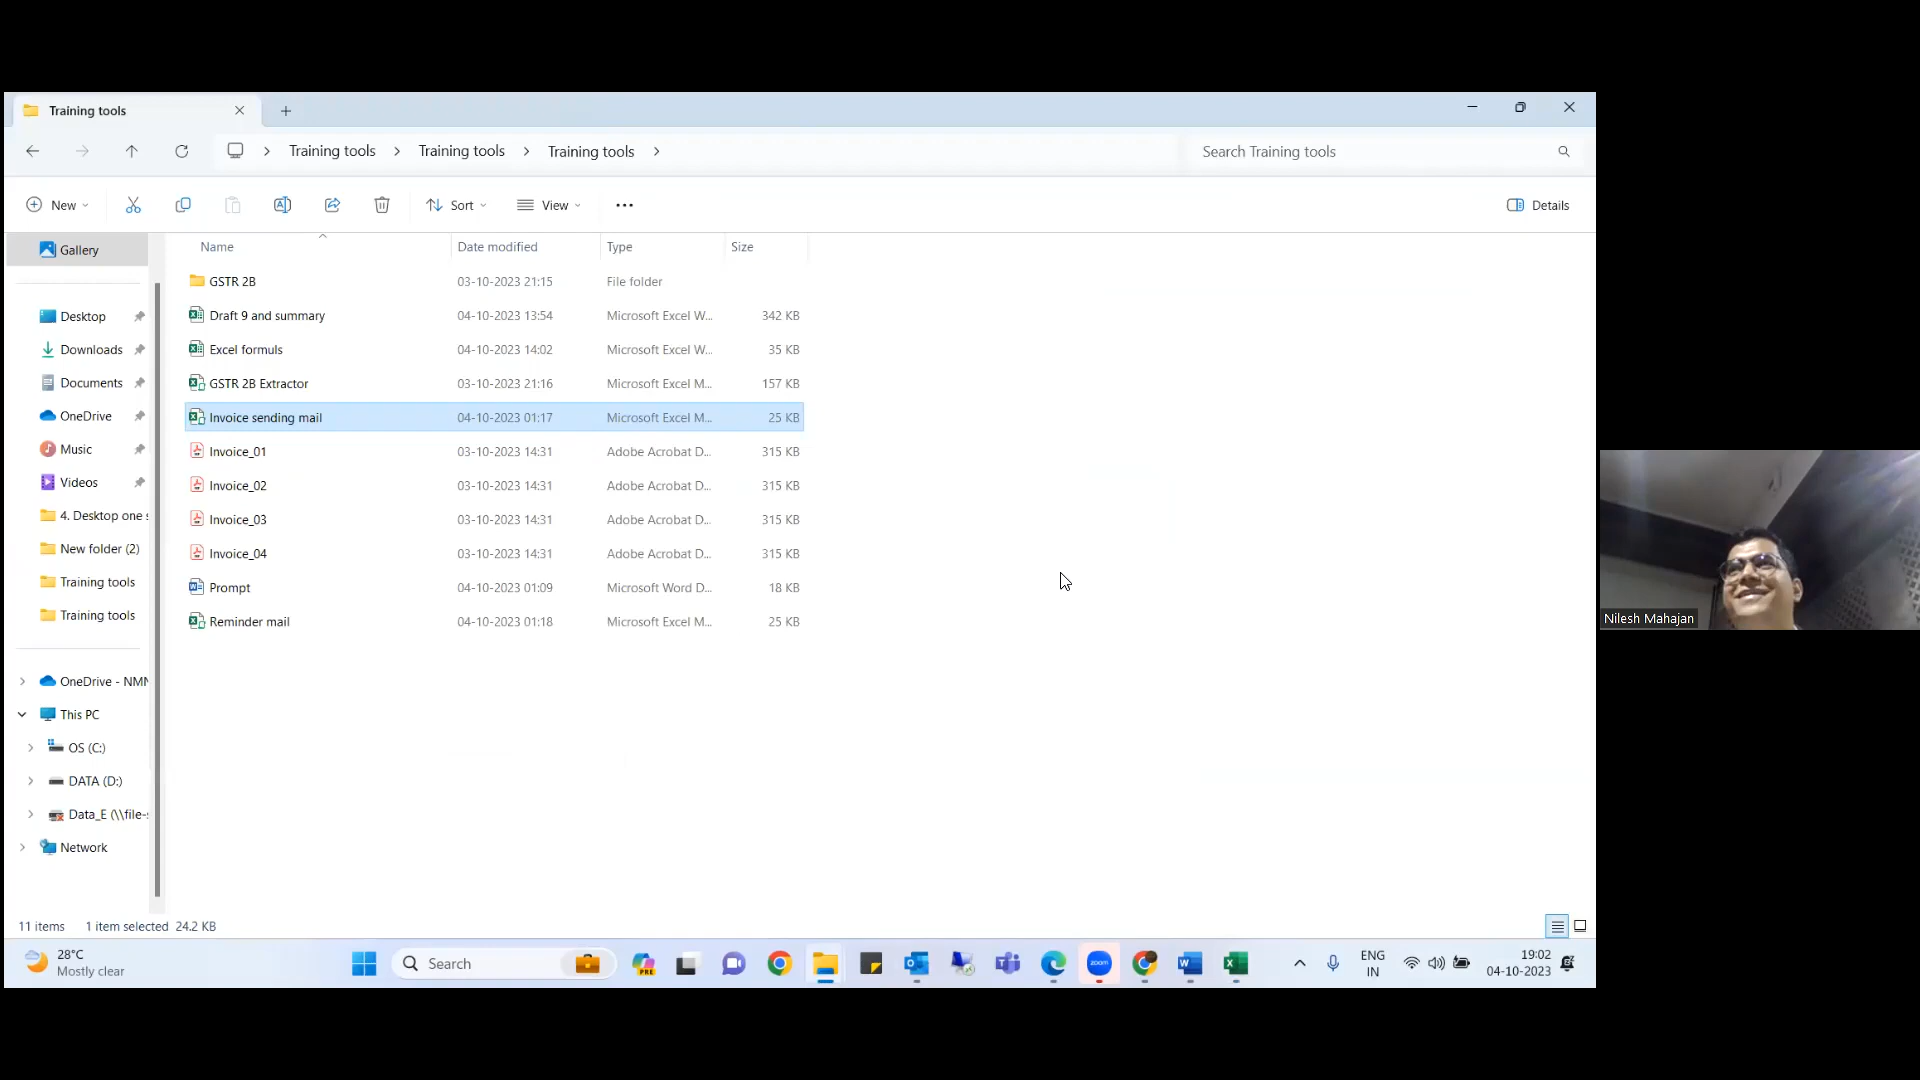 Training tools
Training tools
Training tools
Training tools
Search Training tools
New
Sort
View
Details
Name
Date modified
Type
Size
Gallery
GSTR 2B 03-10-2023 21:15 File folder
Draft 9 and summary 04-10-2023 13:54 Microsoft Excel W... 342 KB
Excel formuls 04-10-2023 14:02 Microsoft Excel W... 35 KB
GSTR 2B Extractor 03-10-2023 21:16 Microsoft Excel M... 157 KB
Invoice sending mail 04-10-2023 01:17 Microsoft Excel M... 25 KB
Invoice_01 03-10-2023 14:31 Adobe Acrobat D... 315 KB
Invoice_02 03-10-2023 14:31 Adobe Acrobat D... 315 KB
Invoice_03 03-10-2023 14:31 Adobe Acrobat D... 315 KB
Invoice_04 03-10-2023 14:31 Adobe Acrobat D... 315 KB
Prompt 04-10-2023 01:09 Microsoft Word D... 18 KB
Reminder mail 04-10-2023 01:18 Microsoft Excel M... 25 KB
Desktop
Downloads
Documents
OneDrive
Music
Videos
4. Desktop one s
New folder (2)
Training tools
Training tools
OneDrive - NMN
This PC
OS (C:)
DATA (D:)
Data_E (\\file-s
Network
11 items 1 item selected 24.2 KB
28°C
Mostly clear
Search
PRE
zoom
ENG
IN
19:02
04-10-2023
Nilesh Mahajan